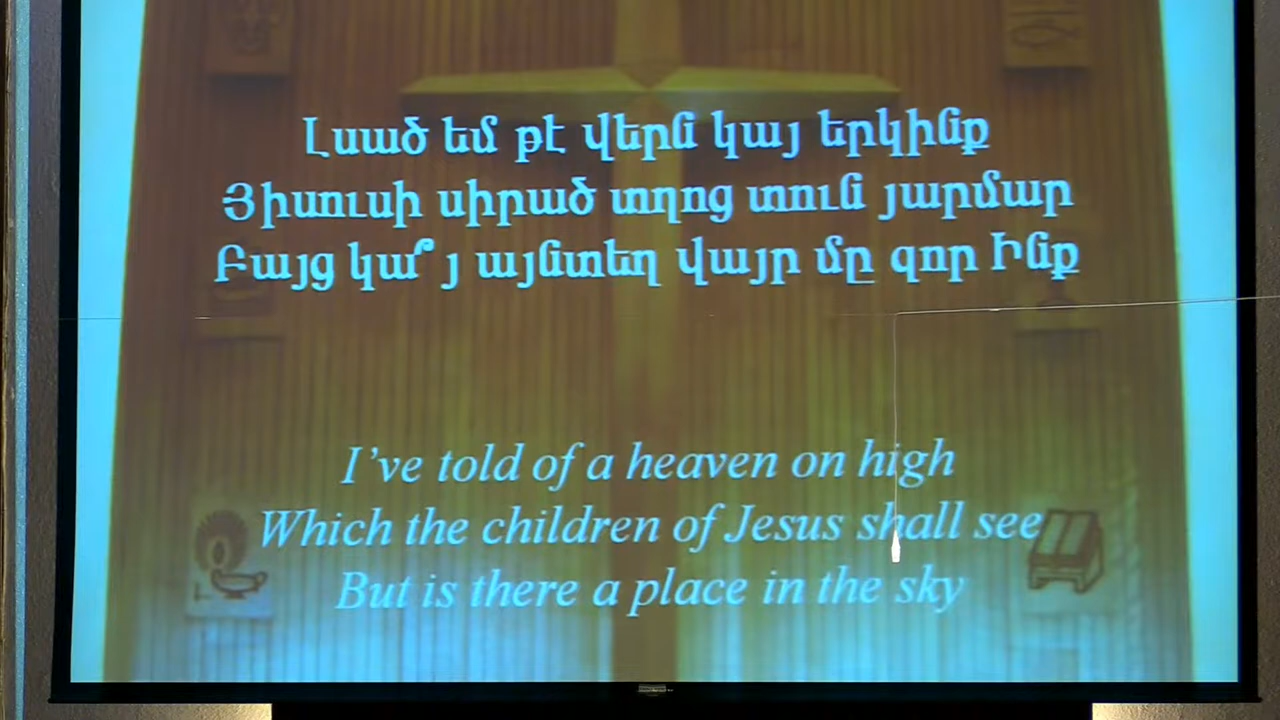 Լսած եմ թէ վերն կայ երկինք
Յիսուսի սիրած տղոց տուն յարմար
Բայց կա՞յ այնտեղ վայր մը զոր Ինք
I've told of a heaven on high
Which the children of Jesus shall see
But is there a place in the sky